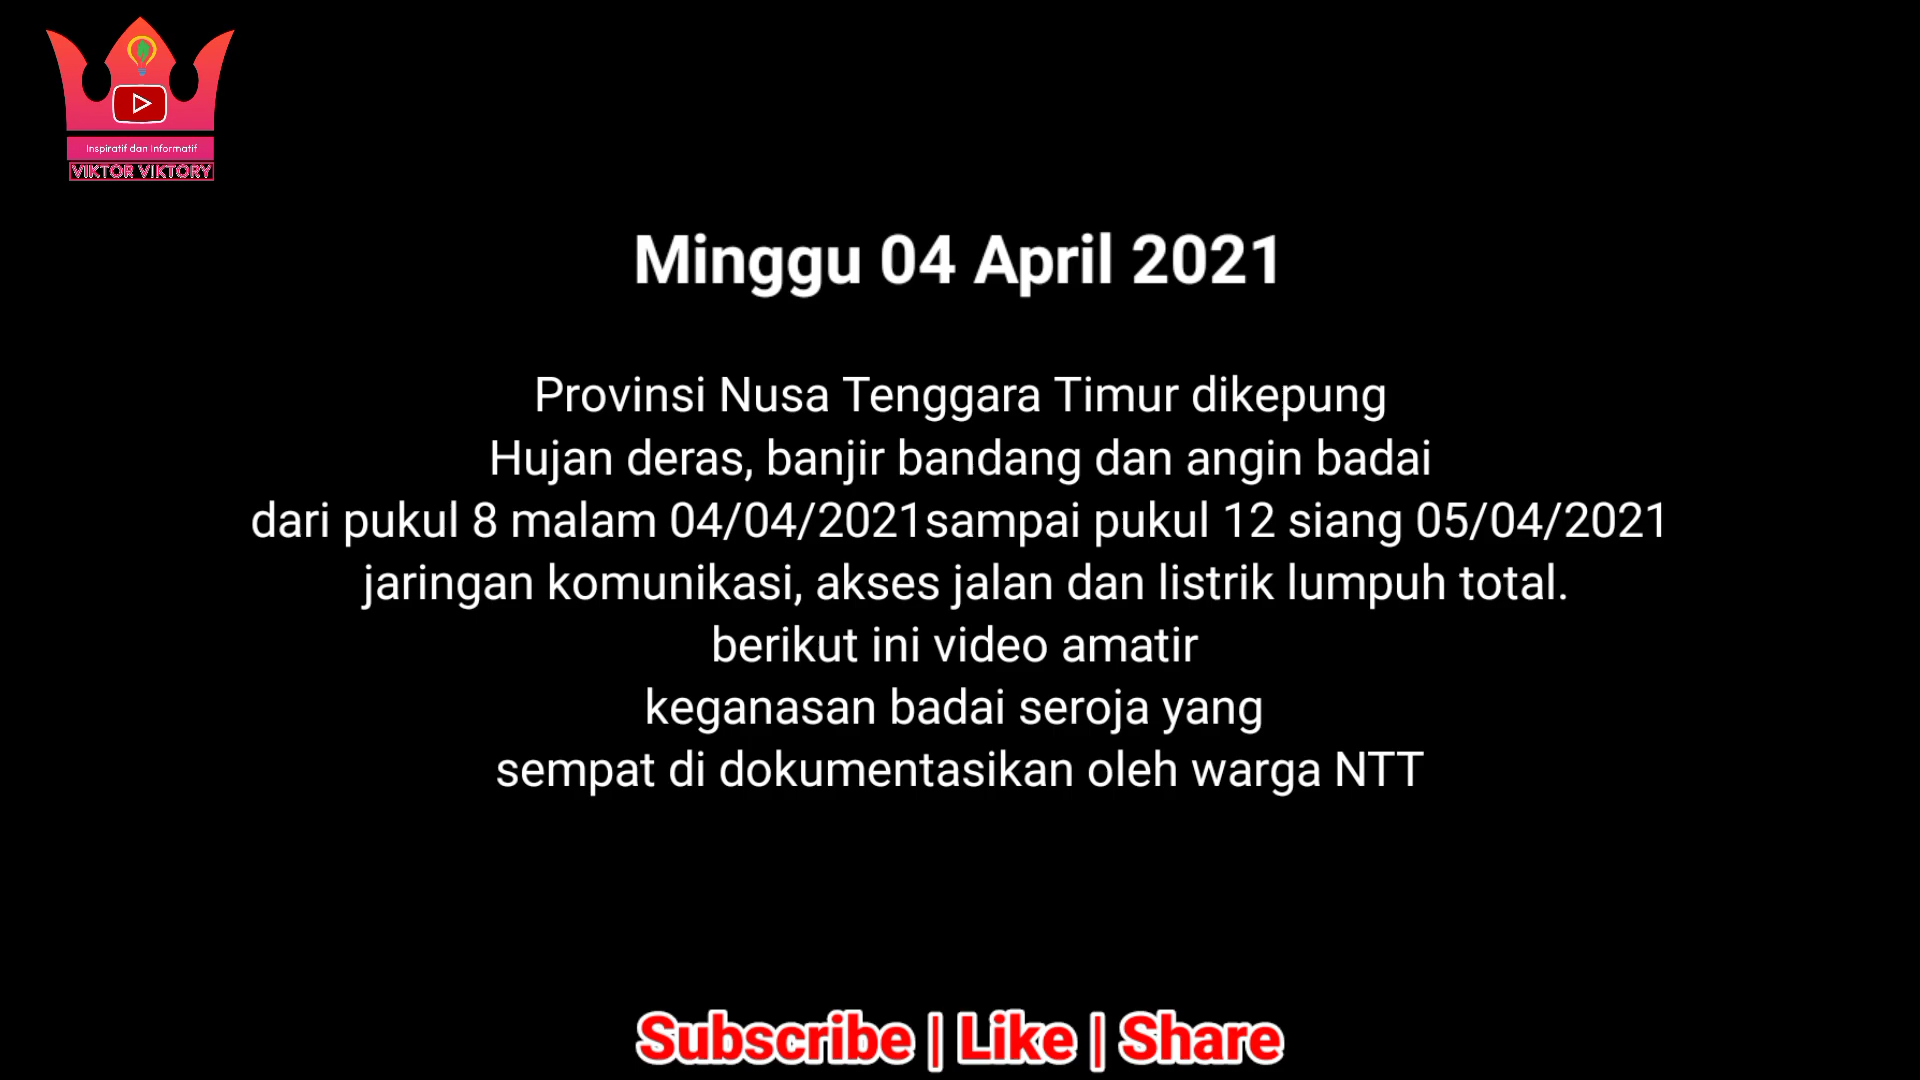 Inspiratif dan Informatif
VIKTOR VIKTORY
Minggu 04 April 2021
Provinsi Nusa Tenggara Timur dikepung
Hujan deras, banjir bandang dan angin badai
dari pukul 8 malam 04/04/2021sampai pukul 12 siang 05/04/2021
jaringan komunikasi, akses jalan dan listrik lumpuh total.
berikut ini video amatir
keganasan badai seroja yang
sempat di dokumentasikan oleh warga NTT
Subscribe | Like | Share